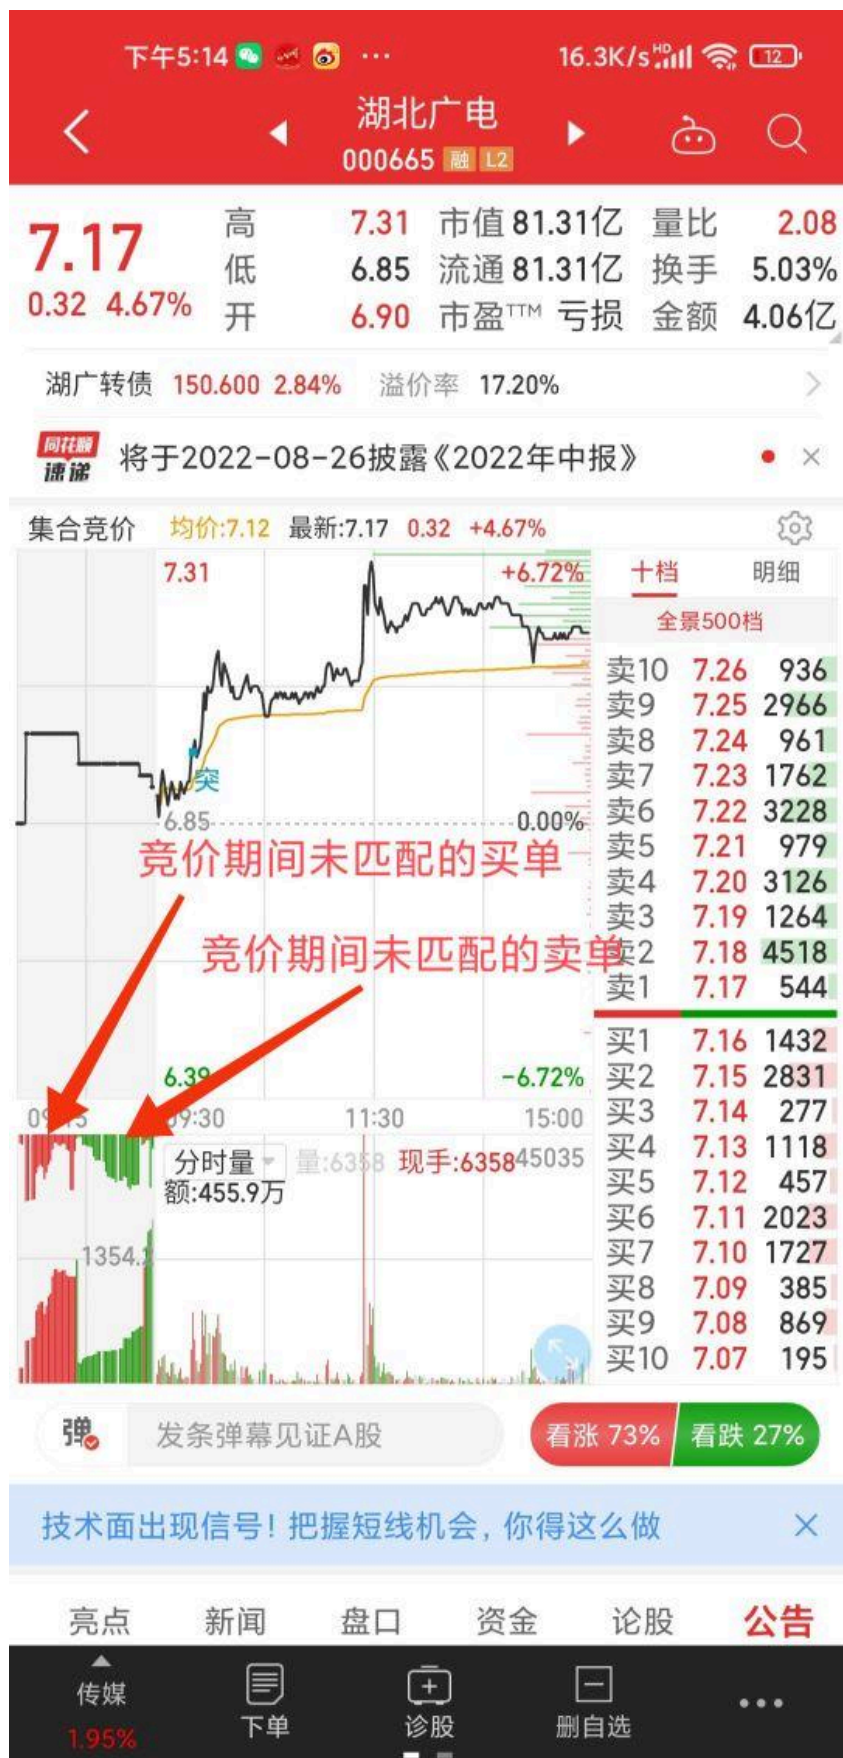 下午5:14 ... 16.3K/s HD 12
湖北广电
000665 融 L2
7.17 高 7.31 市值 81.31亿 量比 2.08
低 6.85 流通 81.31亿 换手 5.03%
0.32 4.67% 开 6.90 市盈TTM 亏损 金额 4.06亿
湖广转债 150.600 2.84% 溢价率 17.20%
同花顺
速递 将于2022-08-26披露《2022年中报》
集合竞价 均价:7.12 最新:7.17 0.32 +4.67%
7.31 +6.72% 十档 明细
全景500档
卖10 7.26 936
卖9 7.25 2966
卖8 7.24 961
卖7 7.23 1762
突
卖6 7.22 3228
6.85 0.00%
卖5 7.21 979
竞价期间未匹配的买单
卖4 7.20 3126
卖3 7.19 1264
竞价期间未匹配的卖单
卖2 7.18 4518
卖1 7.17 544
买1 7.16 1432
6.39 -6.72% 买2 7.15 2831
09:30 11:30 15:00 买3 7.14 277
分时量 量:6358 现手:6358 45035 买4 7.13 1118
额:455.9万 买5 7.12 457
买6 7.11 2023
1354. 买7 7.10 1727
买8 7.09 385
买9 7.08 869
买10 7.07 195
弹 发条弹幕见证A股 看涨 73% 看跌 27%
技术面出现信号! 把握短线机会, 你得这么做
亮点 新闻 盘口 资金 论股 公告
传媒 下单 诊股 删自选
1.95%